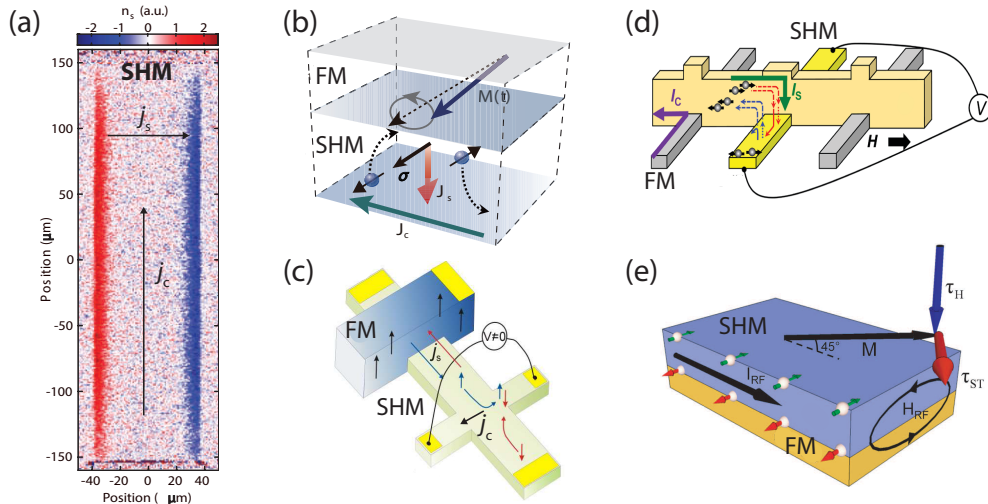 (a)
n_s (a.u.)
-2 -1 0 1 2
SHM
j_s
j_c
150
100
50
0
-50
-100
-150
Position (μm)
-40 -20 0 20 40
Position ( μm)
(b)
FM
M(t)
SHM
σ
J_s
J_c
(c)
FM
j_s
V≠0
SHM
j_c
(d)
SHM
I_C
I_S
V
H
FM
(e)
τ_H
SHM
45°
M
I_RF
τ_ST
H_RF
FM